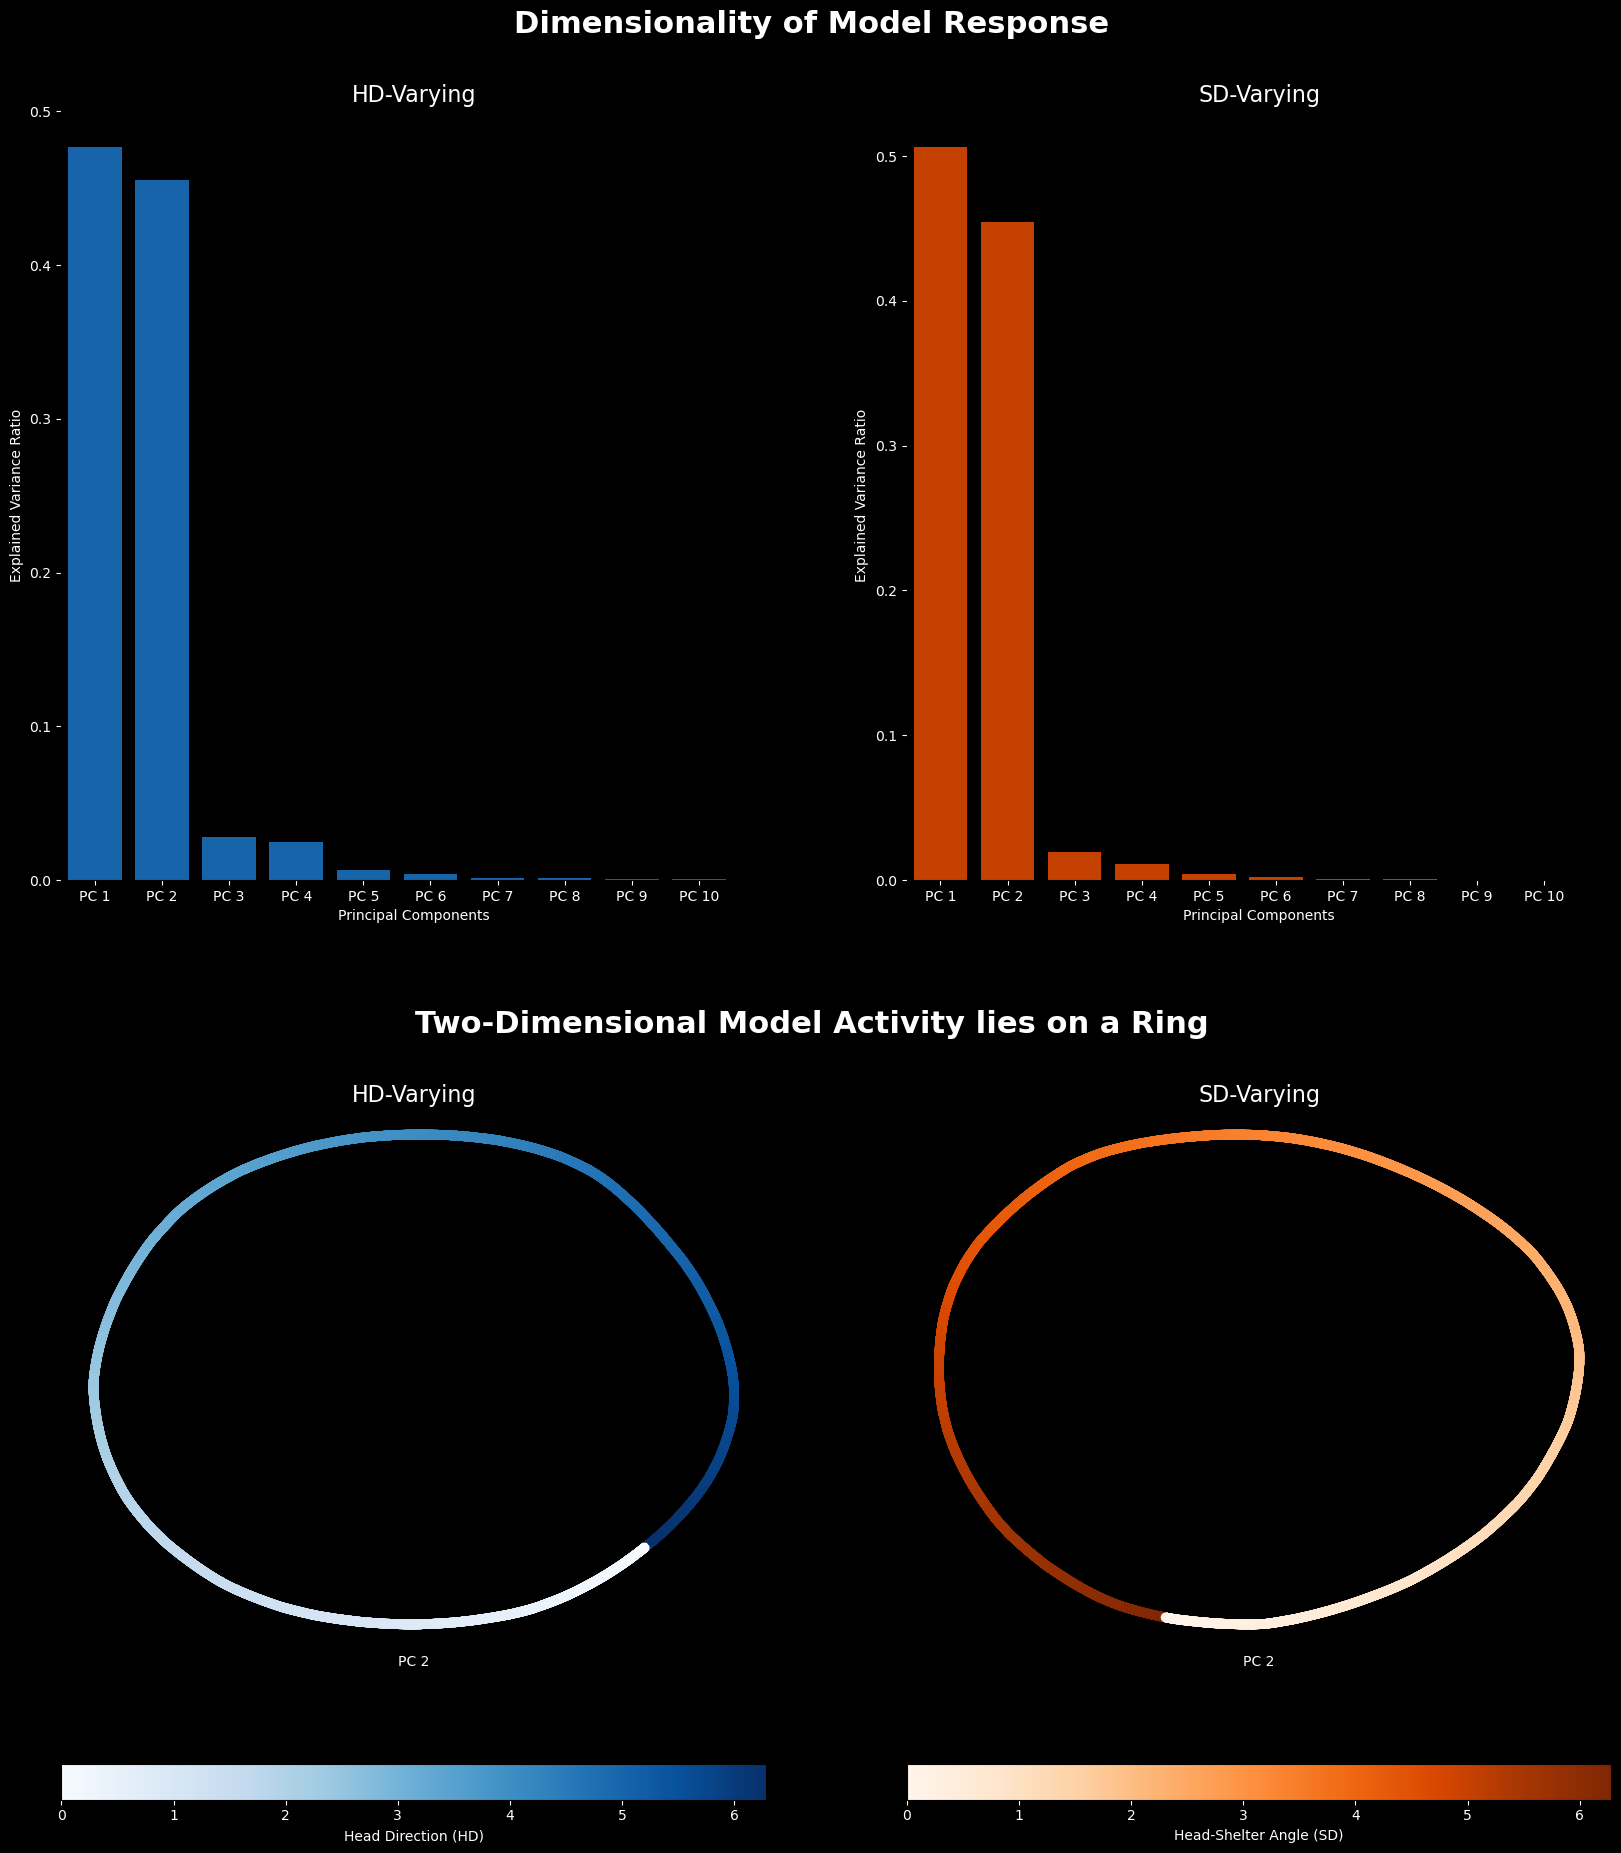 Dimensionality of Model Response
HD-Varying
SD-Varying
0.5
0.4
0.3
0.2
0.1
0.0
Explained Variance Ratio
PC 1 PC 2 PC 3 PC 4 PC 5 PC 6 PC 7 PC 8 PC 9 PC 10
Principal Components
0.5
0.4
0.3
0.2
0.1
0.0
Explained Variance Ratio
PC 1 PC 2 PC 3 PC 4 PC 5 PC 6 PC 7 PC 8 PC 9 PC 10
Principal Components
Two-Dimensional Model Activity lies on a Ring
HD-Varying
SD-Varying
PC 2
PC 2
0 1 2 3 4 5 6
Head Direction (HD)
0 1 2 3 4 5 6
Head-Shelter Angle (SD)